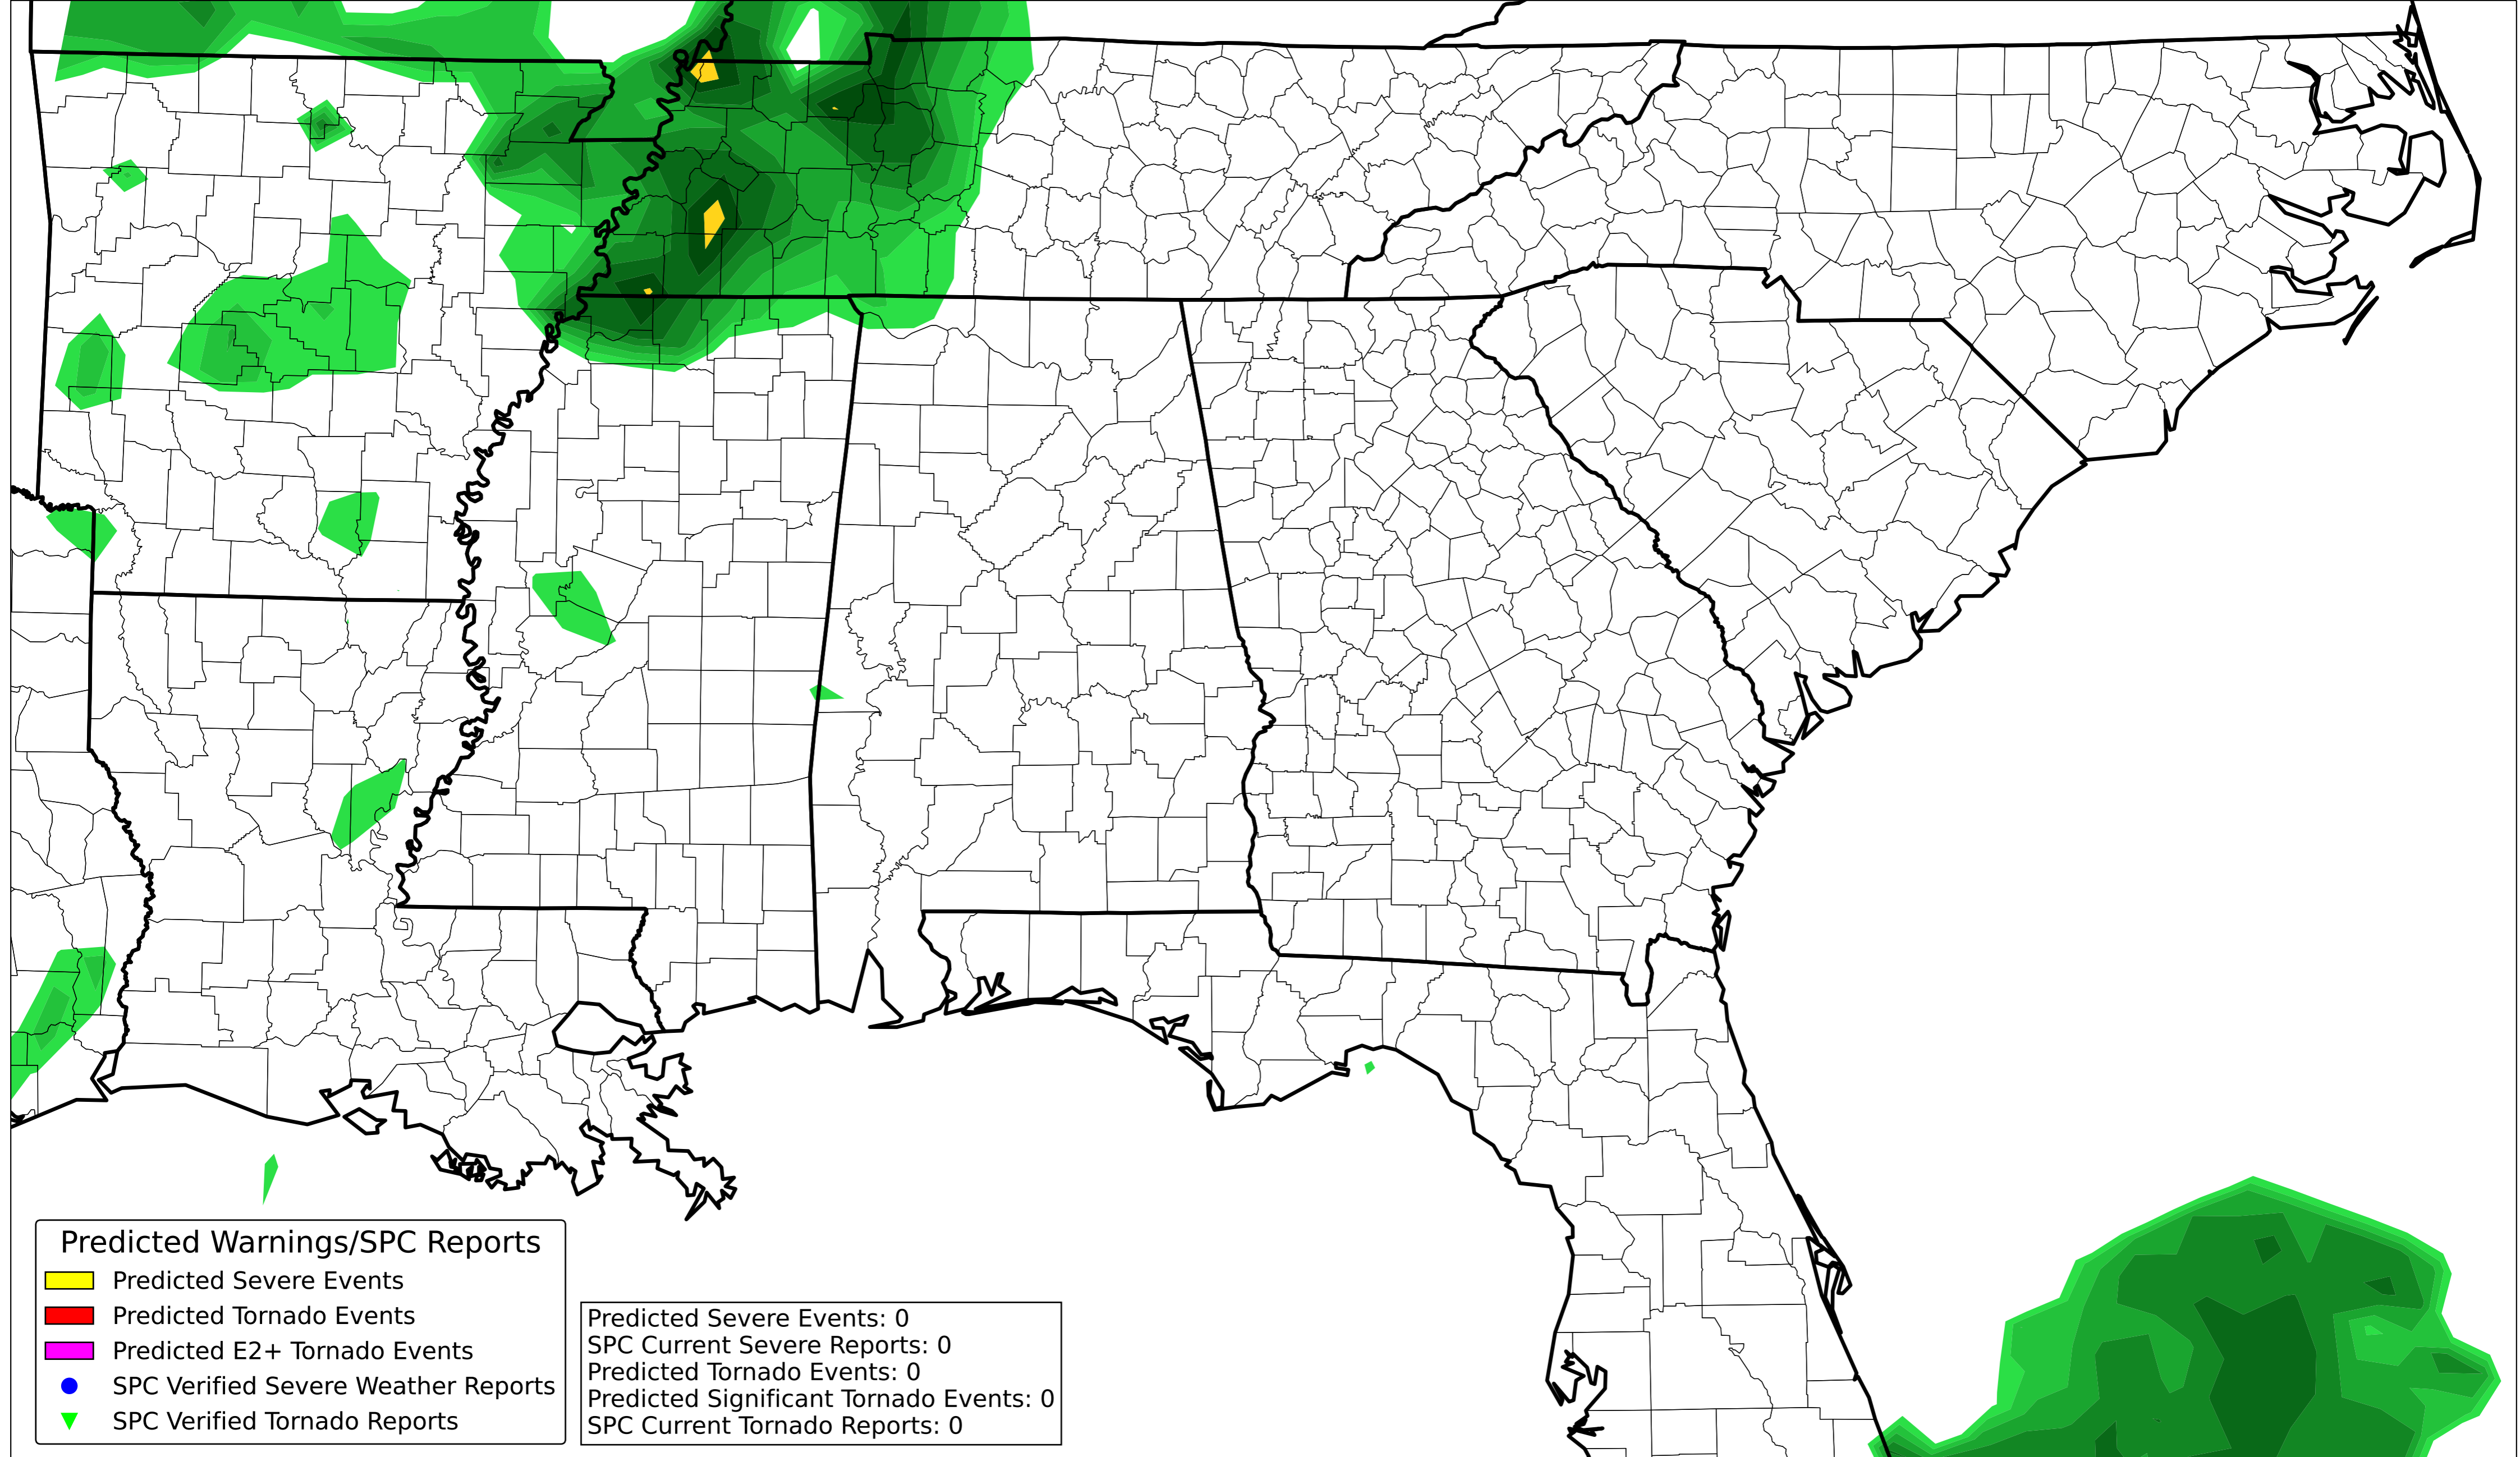 Predicted Warnings/SPC Reports
Predicted Severe Events
Predicted Tornado Events
Predicted E2+ Tornado Events
SPC Verified Severe Weather Reports
SPC Verified Tornado Reports
Predicted Severe Events: 0
SPC Current Severe Reports: 0
Predicted Tornado Events: 0
Predicted Significant Tornado Events: 0
SPC Current Tornado Reports: 0